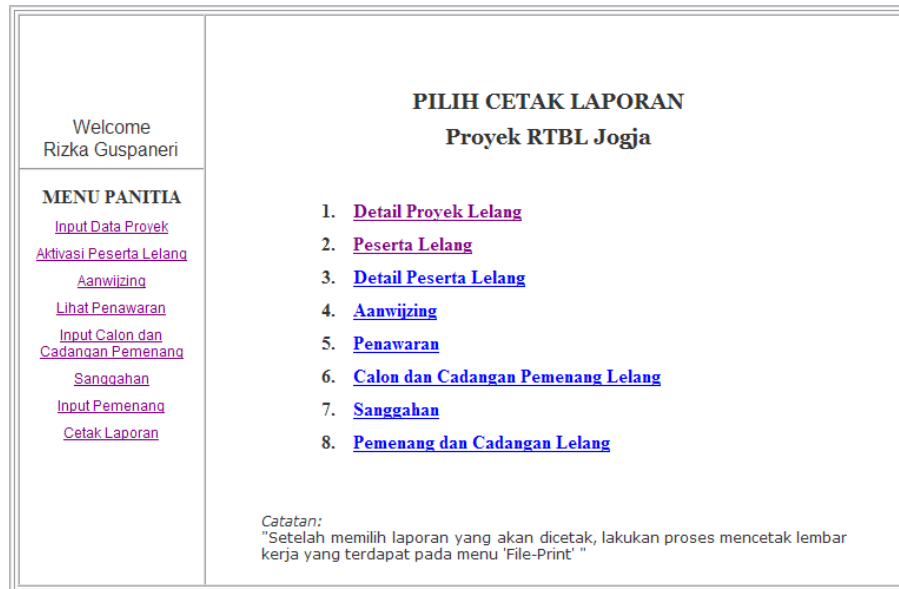 Welcome
Rizka Guspaneri
MENU PANITIA
Input Data Proyek
Aktivasi Peserta Lelang
Aanwijzing
Lihat Penawaran
Input Calon dan
Cadangan Pemenang
Sanggahan
Input Pemenang
Cetak Laporan
PILIH CETAK LAPORAN
Proyek RTBL Jogja
1. Detail Proyek Lelang
2. Peserta Lelang
3. Detail Peserta Lelang
4. Aanwijzing
5. Penawaran
6. Calon dan Cadangan Pemenang Lelang
7. Sanggahan
8. Pemenang dan Cadangan Lelang
Catatan:
"Setelah memilih laporan yang akan dicetak, lakukan proses mencetak lembar
kerja yang terdapat pada menu 'File-Print' "